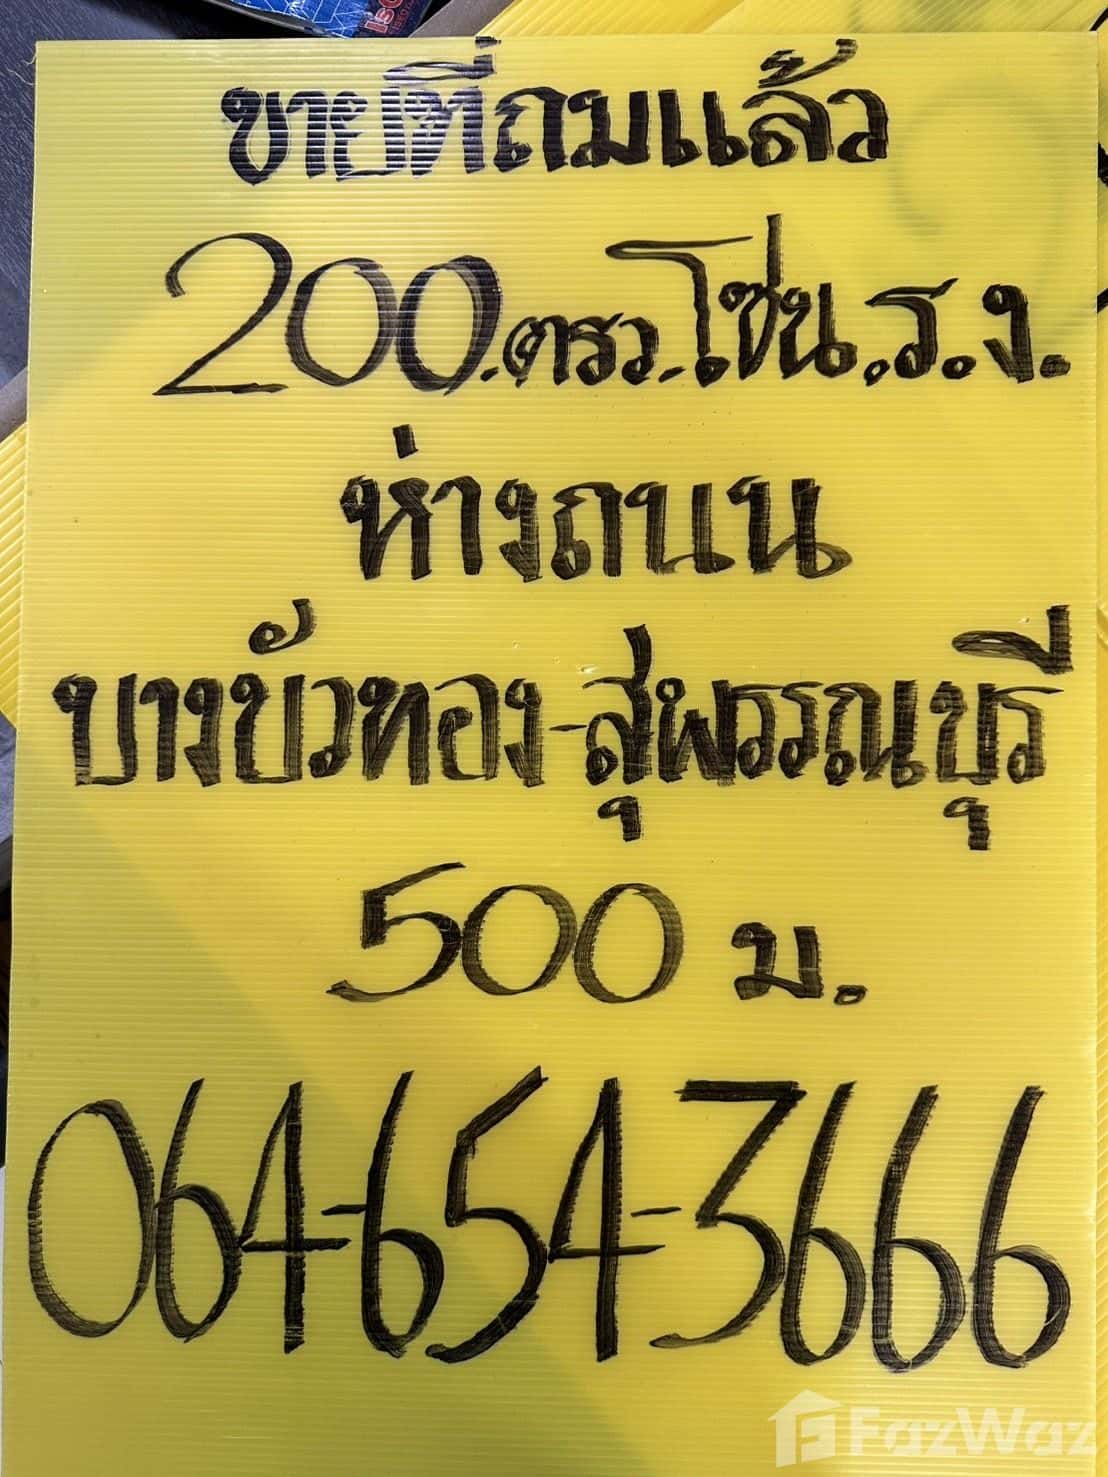 ขายที่ถมแล้ว
200.ตรว.โซน.ร.ง.
ห่างถนน
บางบัวทอง-สุพรรณบุรี
500 ม.
064-654-3666
FazWaz